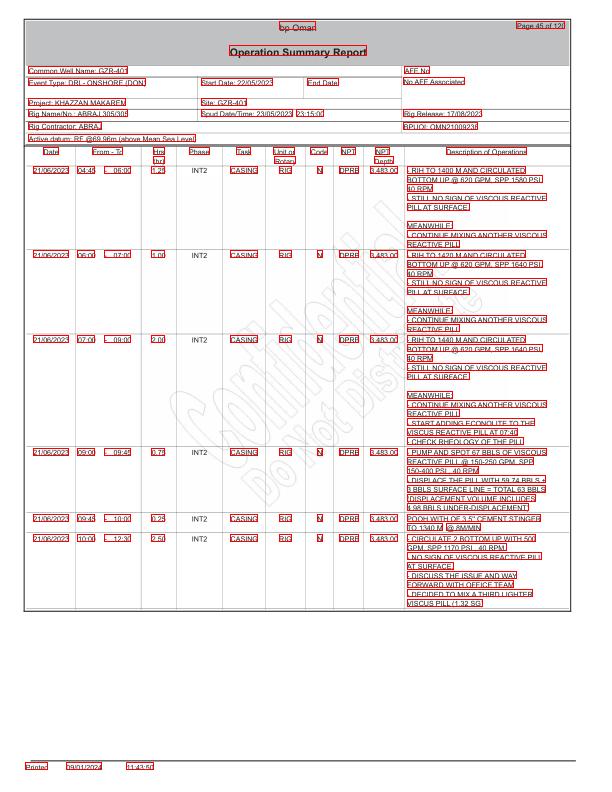 bp Oman
Page 45 of 120
Operation Summary Report
Common Well Name: GZR-401
AFE No
Event Type: DRL- ONSHORE (DON)
Start Date: 22/05/2023
End Date:
No AFE Associated
Project: KHAZZAN MAKAREM
Site: GZR-401
Rig Name/No.: ABRAJ 305/305
Spud Date/Time: 23/05/2023 23:15:00
Rig Release: 17/08/2023
Rig Contractor: ABRAJ
BPUOI: OMN21009236
Active datum: RF @69.96m (above Mean Sea Level)
Date From - To Hrs (hr) Phase Task Unit or Rotary Code NPT NPT Depth Description of Operations
21/06/2023 04:45 - 06:00 1.25 INT2 CASING RIG N DPRB 3,483.00 - RIH TO 1400 M AND CIRCULATED
BOTTOM UP @ 620 GPM, SPP 1580 PSI,
40 RPM
- STILL NO SIGN OF VISCOUS REACTIVE
PILL AT SURFACE.
MEANWHILE:
- CONTINUE MIXING ANOTHER VISCOUS
REACTIVE PILL
21/06/2023 06:00 - 07:00 1.00 INT2 CASING RIG N DPRB 3,483.00 - RIH TO 1420 M AND CIRCULATED
BOTTOM UP @ 620 GPM, SPP 1640 PSI,
40 RPM
- STILL NO SIGN OF VISCOUS REACTIVE
PILL AT SURFACE.
MEANWHILE:
- CONTINUE MIXING ANOTHER VISCOUS
REACTIVE PILL
21/06/2023 07:00 - 09:00 2.00 INT2 CASING RIG N DPRB 3,483.00 - RIH TO 1440 M AND CIRCULATED
BOTTOM UP @ 620 GPM, SPP 1640 PSI,
40 RPM
- STILL NO SIGN OF VISCOUS REACTIVE
PILL AT SURFACE.
MEANWHILE:
- CONTINUE MIXING ANOTHER VISCOUS
REACTIVE PILL
- START ADDING ECONOLITE TO THE
VISCUS REACTIVE PILL AT 07:40
- CHECK RHEOLOGY OF THE PILL
21/06/2023 09:00 - 09:45 0.75 INT2 CASING RIG N DPRB 3,483.00 - PUMP AND SPOT 67 BBLS OF VISCOUS
REACTIVE PILL @ 150-250 GPM, SPP
150-400 PSI, 40 RPM
- DISPLACE THE PILL WITH 59.74 BBLS +
3 BBLS SURFACE LINE = TOTAL 63 BBLS
(DISPLACEMENT VOLUME INCLUDES
4.98 BBLS UNDER-DISPLACEMENT)
21/06/2023 09:45 - 10:00 0.25 INT2 CASING RIG N DPRB 3,483.00 POOH WITH OF 3.5" CEMENT STINGER
TO 1340 M @ 8M/MIN
21/06/2023 10:00 - 12:30 2.50 INT2 CASING RIG N DPRB 3,483.00 - CIRCULATE 2 BOTTOM UP WITH 500
GPM, SPP 1170 PSI, 40 RPM
- NO SIGN OF VISCOUS REACTIVE PILL
AT SURFACE
- DISCUSS THE ISSUE AND WAY
FORWARD WITH OFFICE TEAM
- DECIDED TO MIX A THIRD LIGHTER
VISCUS PILL (1.32 SG
Confidential
Do Not Distribute
Printed 09/01/2024 11:43:50